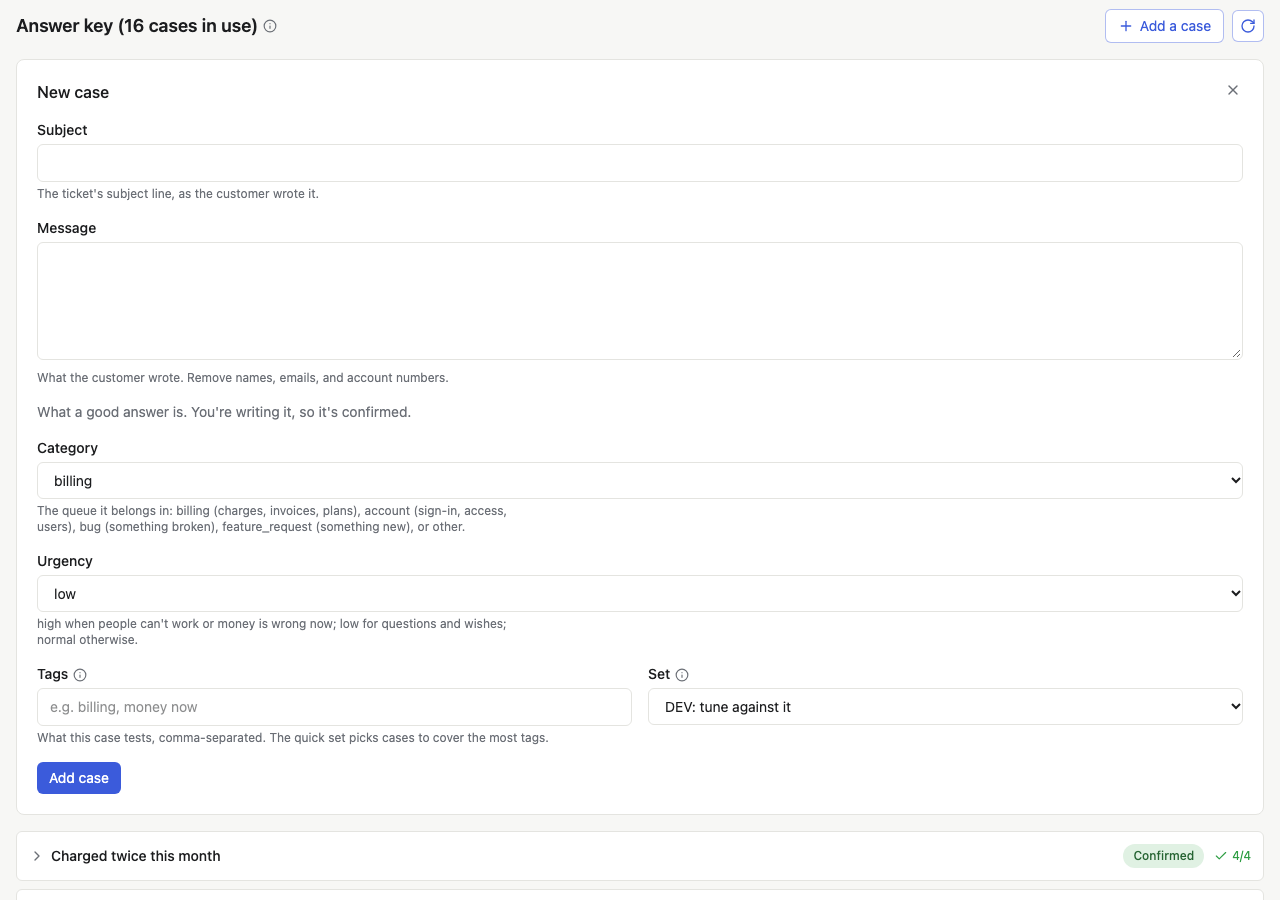 Answer key (16 cases in use)
Add a case
New case
Subject
The ticket's subject line, as the customer wrote it.
Message
What the customer wrote. Remove names, emails, and account numbers.
What a good answer is. You're writing it, so it's confirmed.
Category
billing
The queue it belongs in: billing (charges, invoices, plans), account (sign-in, access,
users), bug (something broken), feature_request (something new), or other.
Urgency
low
high when people can't work or money is wrong now; low for questions and wishes;
normal otherwise.
Tags
Set
e.g. billing, money now
DEV: tune against it
What this case tests, comma-separated. The quick set picks cases to cover the most tags.
Add case
Charged twice this month
Confirmed
4/4